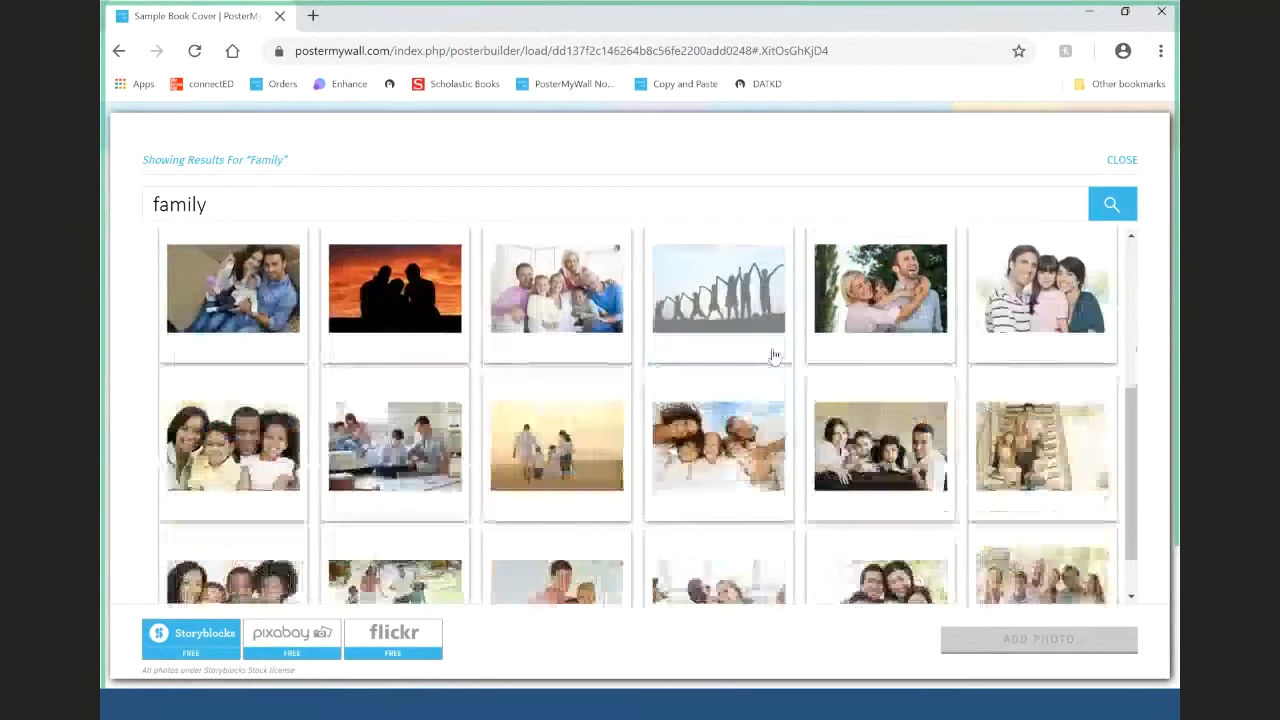 Sample Book Cover | PosterMy
postermywall.com/index.php/posterbuilder/load/dd137f2c146264b8c56fe2200add0248#.XitOsGhKjD4
Apps connectED Orders Enhance Scholastic Books PosterMyWall No... Copy and Paste DATKD Other bookmarks
Showing Results For "Family" CLOSE
family
Storyblocks pixabay flickr ADD PHOTO
FREE FREE FREE
All photos under Storyblocks Stock license